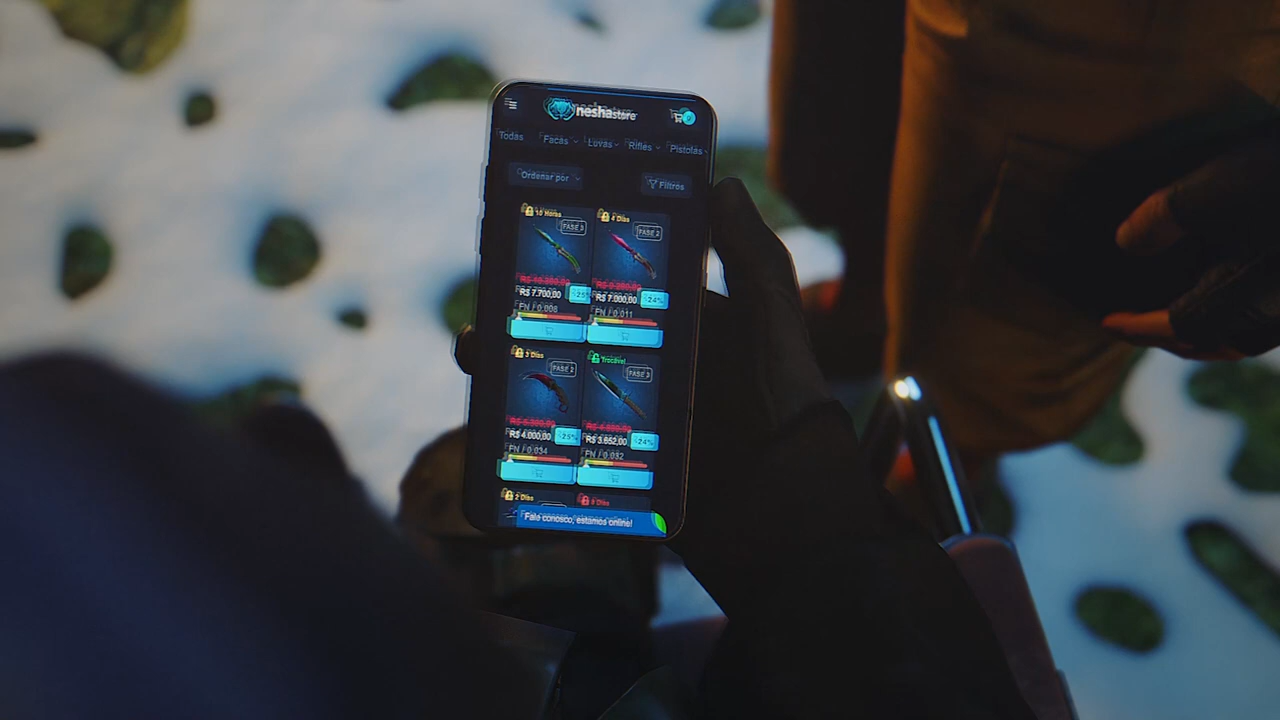 neshastore
Todas Facas Luvas Rifles Pistolas
Ordenar por Filtros
10 Horas 4 Dias
FASE 2
R$ 7.700,00 -25% R$ 7.000,00 -24%
FN / 0.008 FN / 0.011
3 Dias Trocável
FASE 2 FASE 3
R$ 4.000,00 -25% R$ 3.652,00 -24%
FN / 0.034 FN / 0.032
2 Dias
Fale conosco, estamos online!